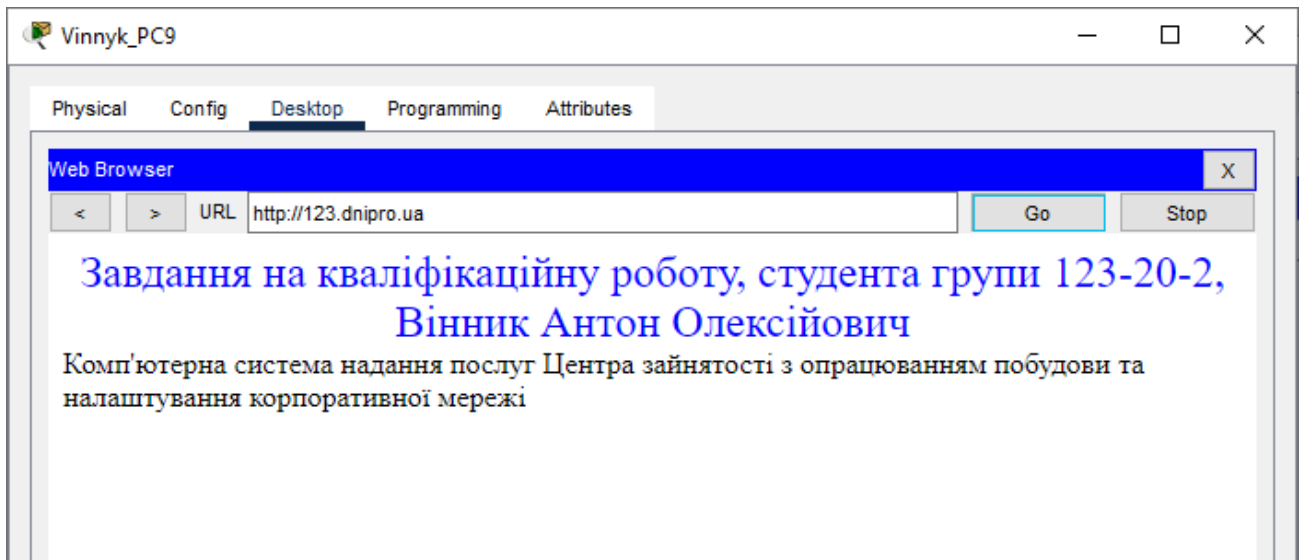 Vinnyk_PC9
Physical Config Desktop Programming Attributes
Web Browser X
< > URL http://123.dnipro.ua Go Stop
Завдання на кваліфікаційну роботу, студента групи 123-20-2,
Вінник Антон Олексійович
Комп'ютерна система надання послуг Центра зайнятості з опрацюванням побудови та
налаштування корпоративної мережі